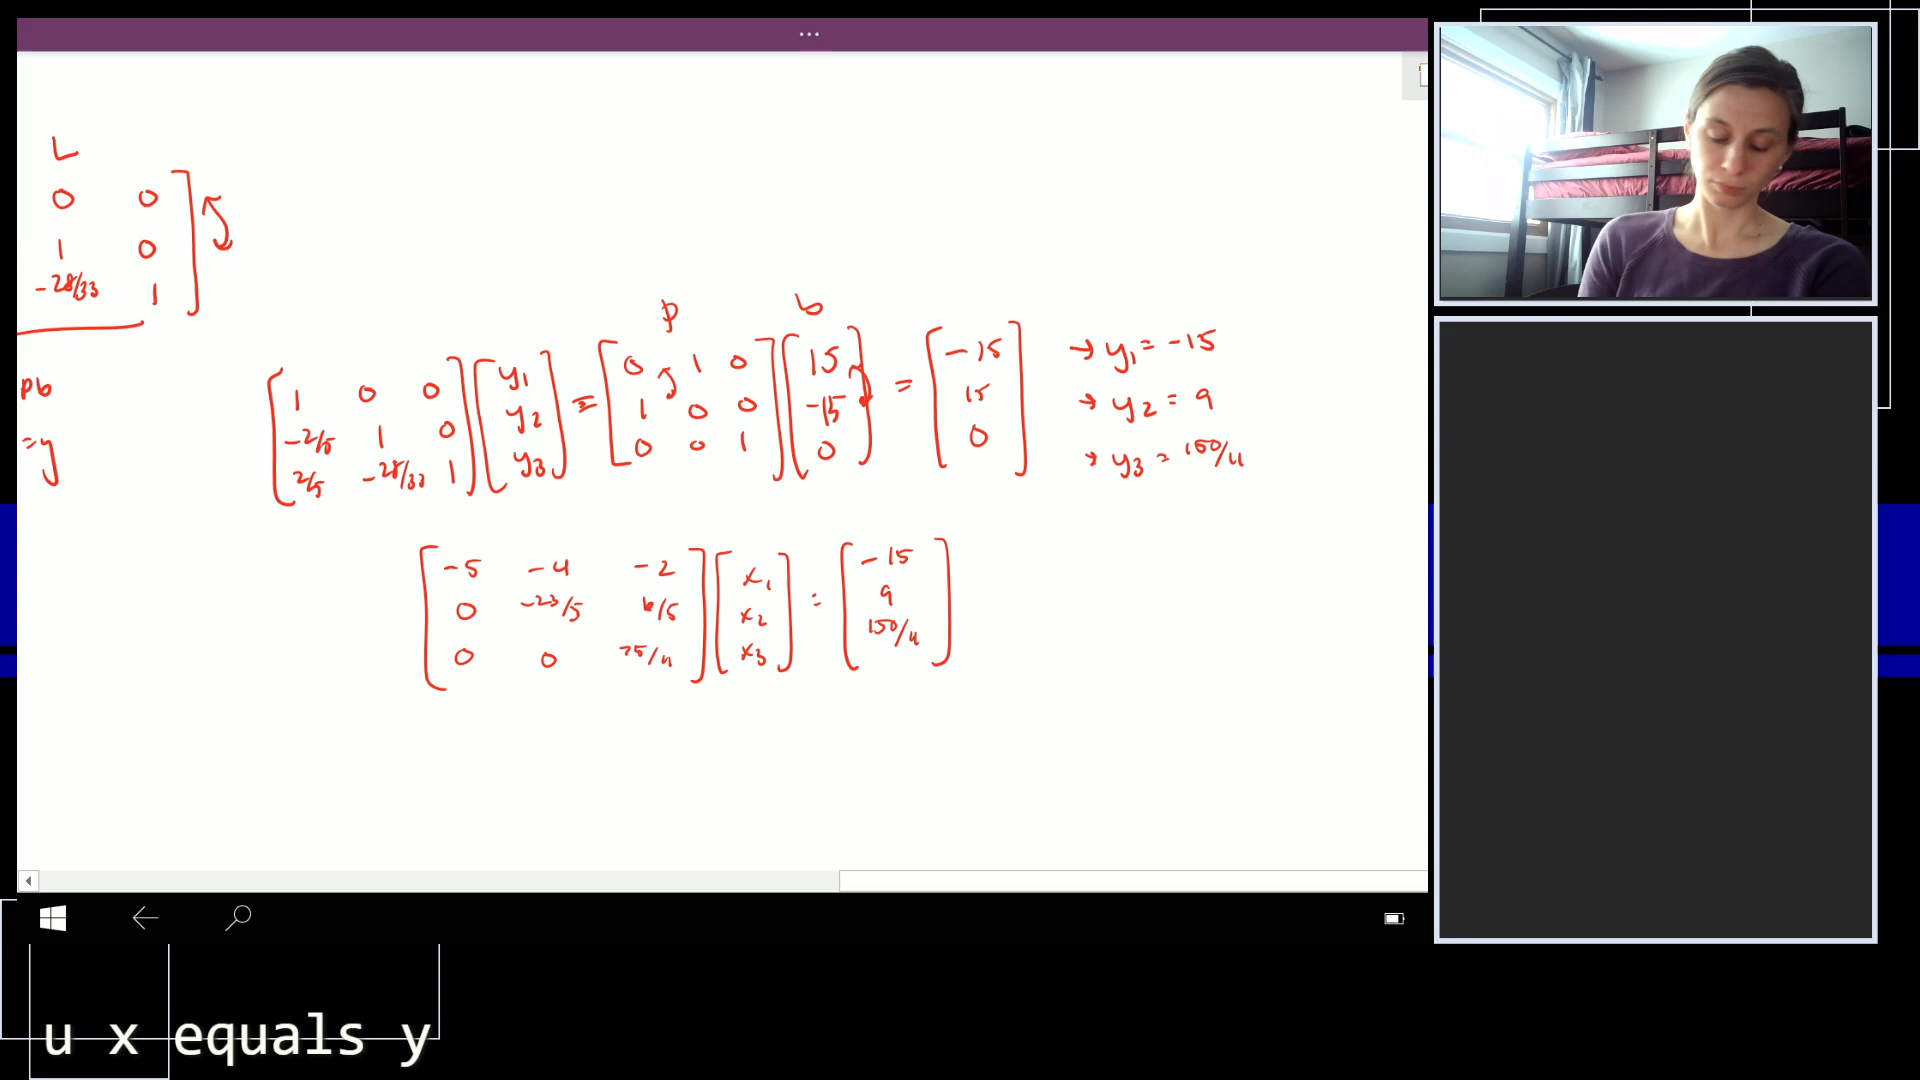 ...
L
0 0
1 0
-28/33 1
P b
Pb
=y
1 0 0
-2/5 1 0
2/5 -28/33 1
y1
y2
y3
=
0 1 0
1 0 0
0 0 1
15
-15
0
=
-15
15
0
→ y1 = -15
→ y2 = 9
→ y3 = 150/11
-5 -4 -2
0 -33/5 6/5
0 0 75/11
x1
x2
x3
=
-15
9
150/11
u x equals y